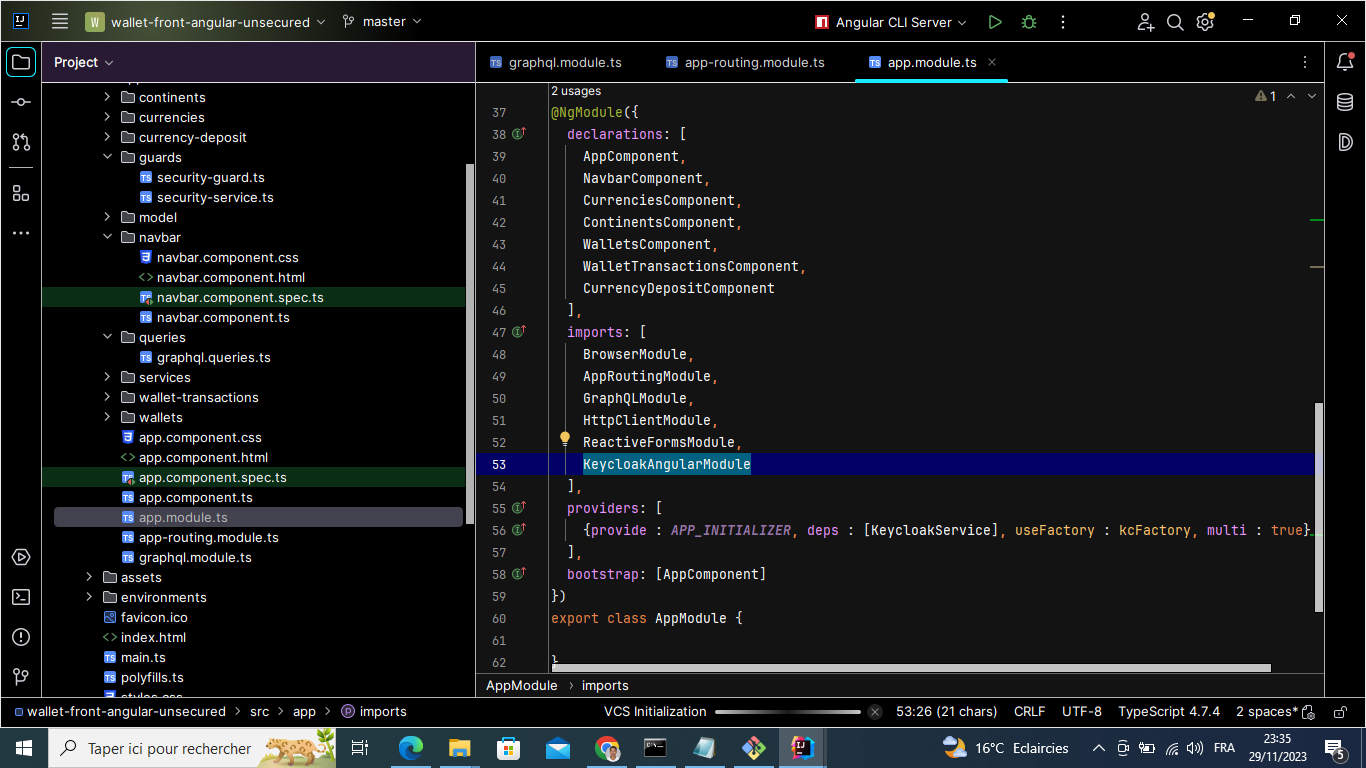 W wallet-front-angular-unsecured master Angular CLI Server
Project
continents
currencies
currency-deposit
guards
security-guard.ts
security-service.ts
model
navbar
navbar.component.css
navbar.component.html
navbar.component.spec.ts
navbar.component.ts
queries
graphql.queries.ts
services
wallet-transactions
wallets
app.component.css
app.component.html
app.component.spec.ts
app.component.ts
app.module.ts
app-routing.module.ts
graphql.module.ts
assets
environments
favicon.ico
index.html
main.ts
polyfills.ts
styles.css
graphql.module.ts app-routing.module.ts app.module.ts
2 usages
1
37 @NgModule({
38 declarations: [
39 AppComponent,
40 NavbarComponent,
41 CurrenciesComponent,
42 ContinentsComponent,
43 WalletsComponent,
44 WalletTransactionsComponent,
45 CurrencyDepositComponent
46 ],
47 imports: [
48 BrowserModule,
49 AppRoutingModule,
50 GraphQLModule,
51 HttpClientModule,
52 ReactiveFormsModule,
53 KeycloakAngularModule
54 ],
55 providers: [
56 {provide : APP_INITIALIZER, deps : [KeycloakService], useFactory : kcFactory, multi : true}
57 ],
58 bootstrap: [AppComponent]
59 })
60 export class AppModule {
61
62 }
AppModule > imports
wallet-front-angular-unsecured > src > app > imports VCS Initialization 53:26 (21 chars) CRLF UTF-8 TypeScript 4.7.4 2 spaces*
Taper ici pour rechercher 16°C Eclaircies FRA 23:35
29/11/2023 5